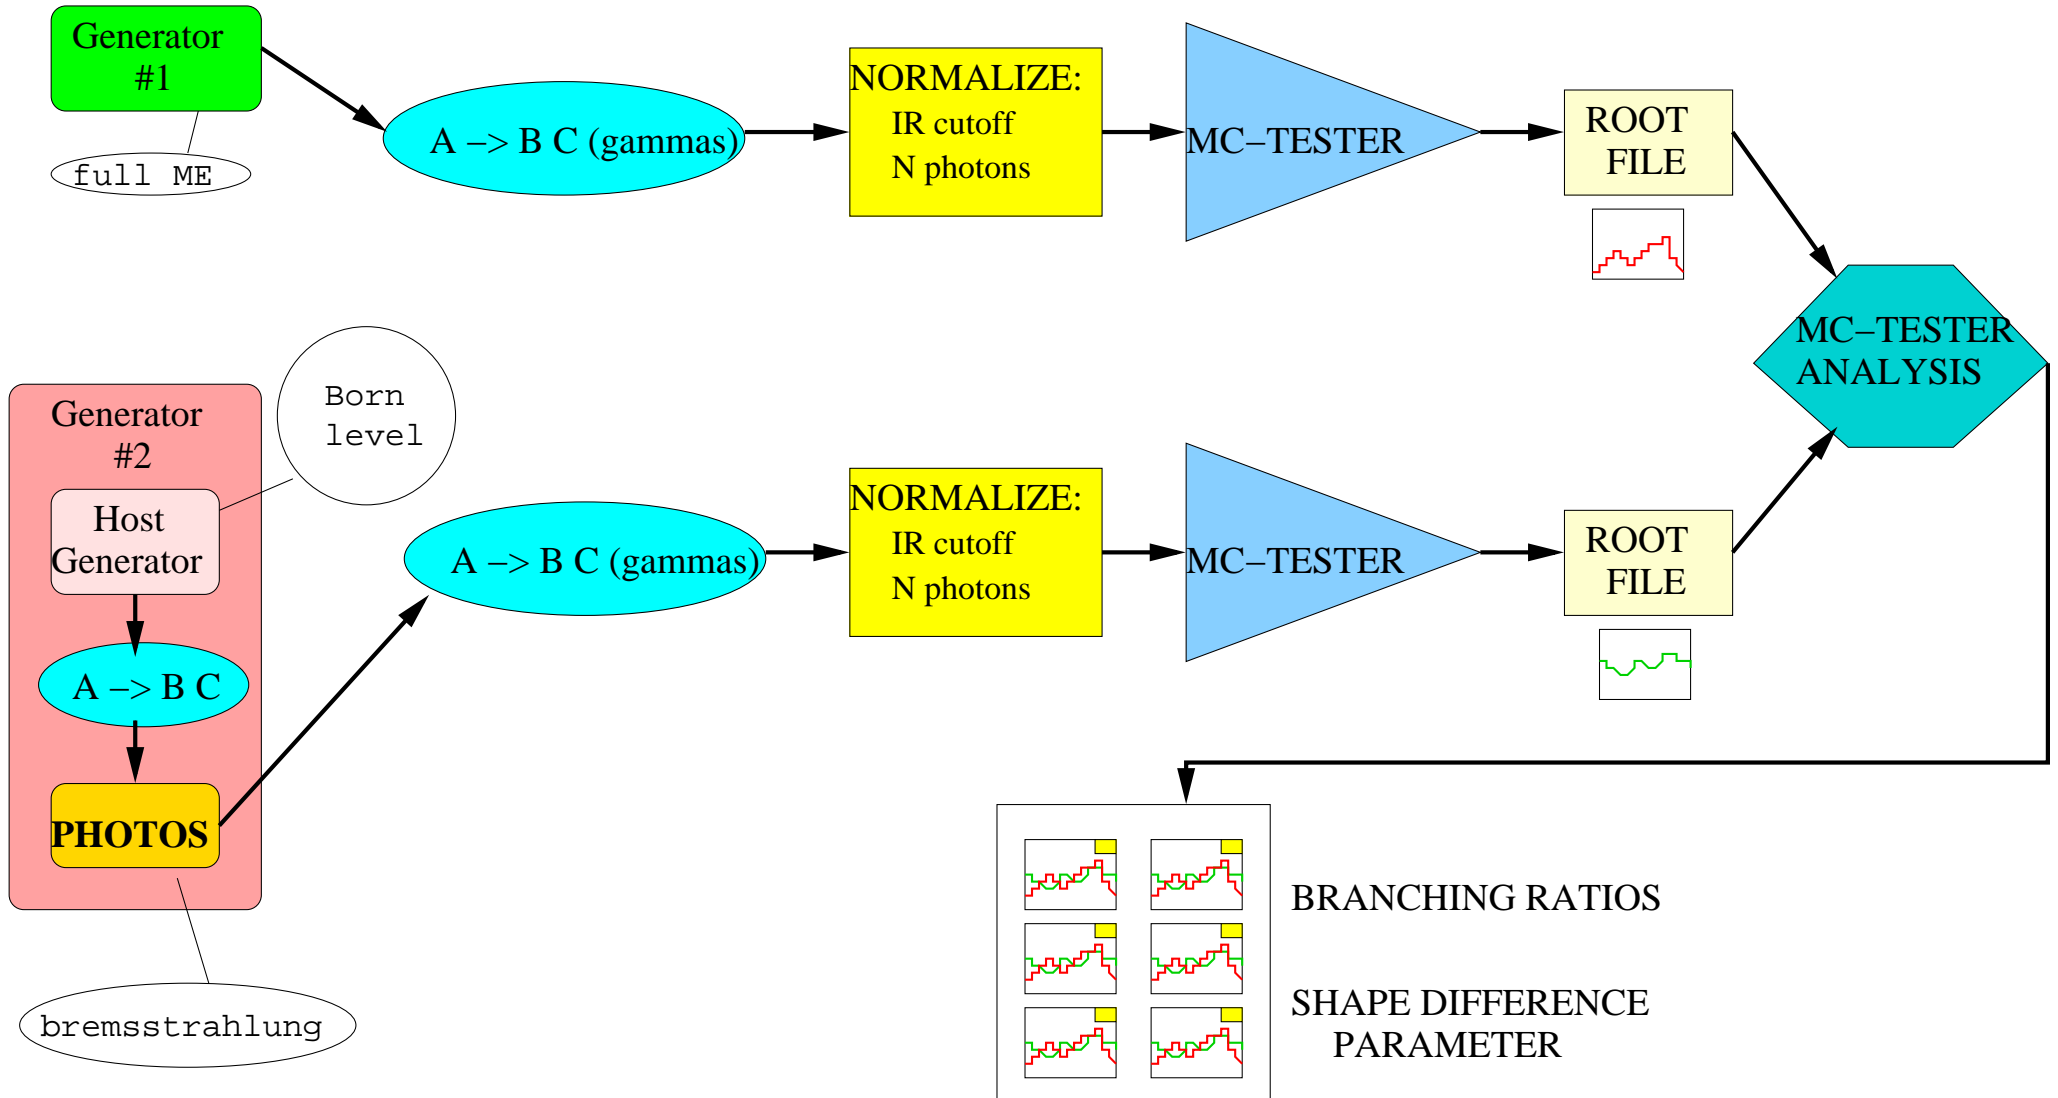 Generator
#1
full ME
A −> B C (gammas)
NORMALIZE:
IR cutoff
N photons
MC−TESTER
ROOT
FILE
MC−TESTER
ANALYSIS
Born
level
Generator
#2
Host
Generator
A −> B C
PHOTOS
bremsstrahlung
A −> B C (gammas)
NORMALIZE:
IR cutoff
N photons
MC−TESTER
ROOT
FILE
BRANCHING RATIOS
SHAPE DIFFERENCE
PARAMETER